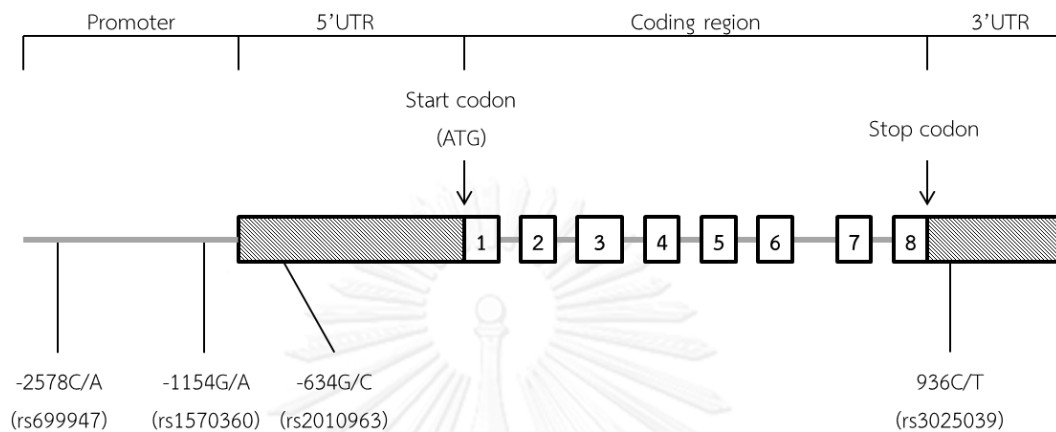 Promoter 5’UTR Coding region 3’UTR
Start codon
(ATG)
Stop codon
1 2 3 4 5 6 7 8
-2578C/A -1154G/A -634G/C 936C/T
(rs699947) (rs1570360) (rs2010963) (rs3025039)